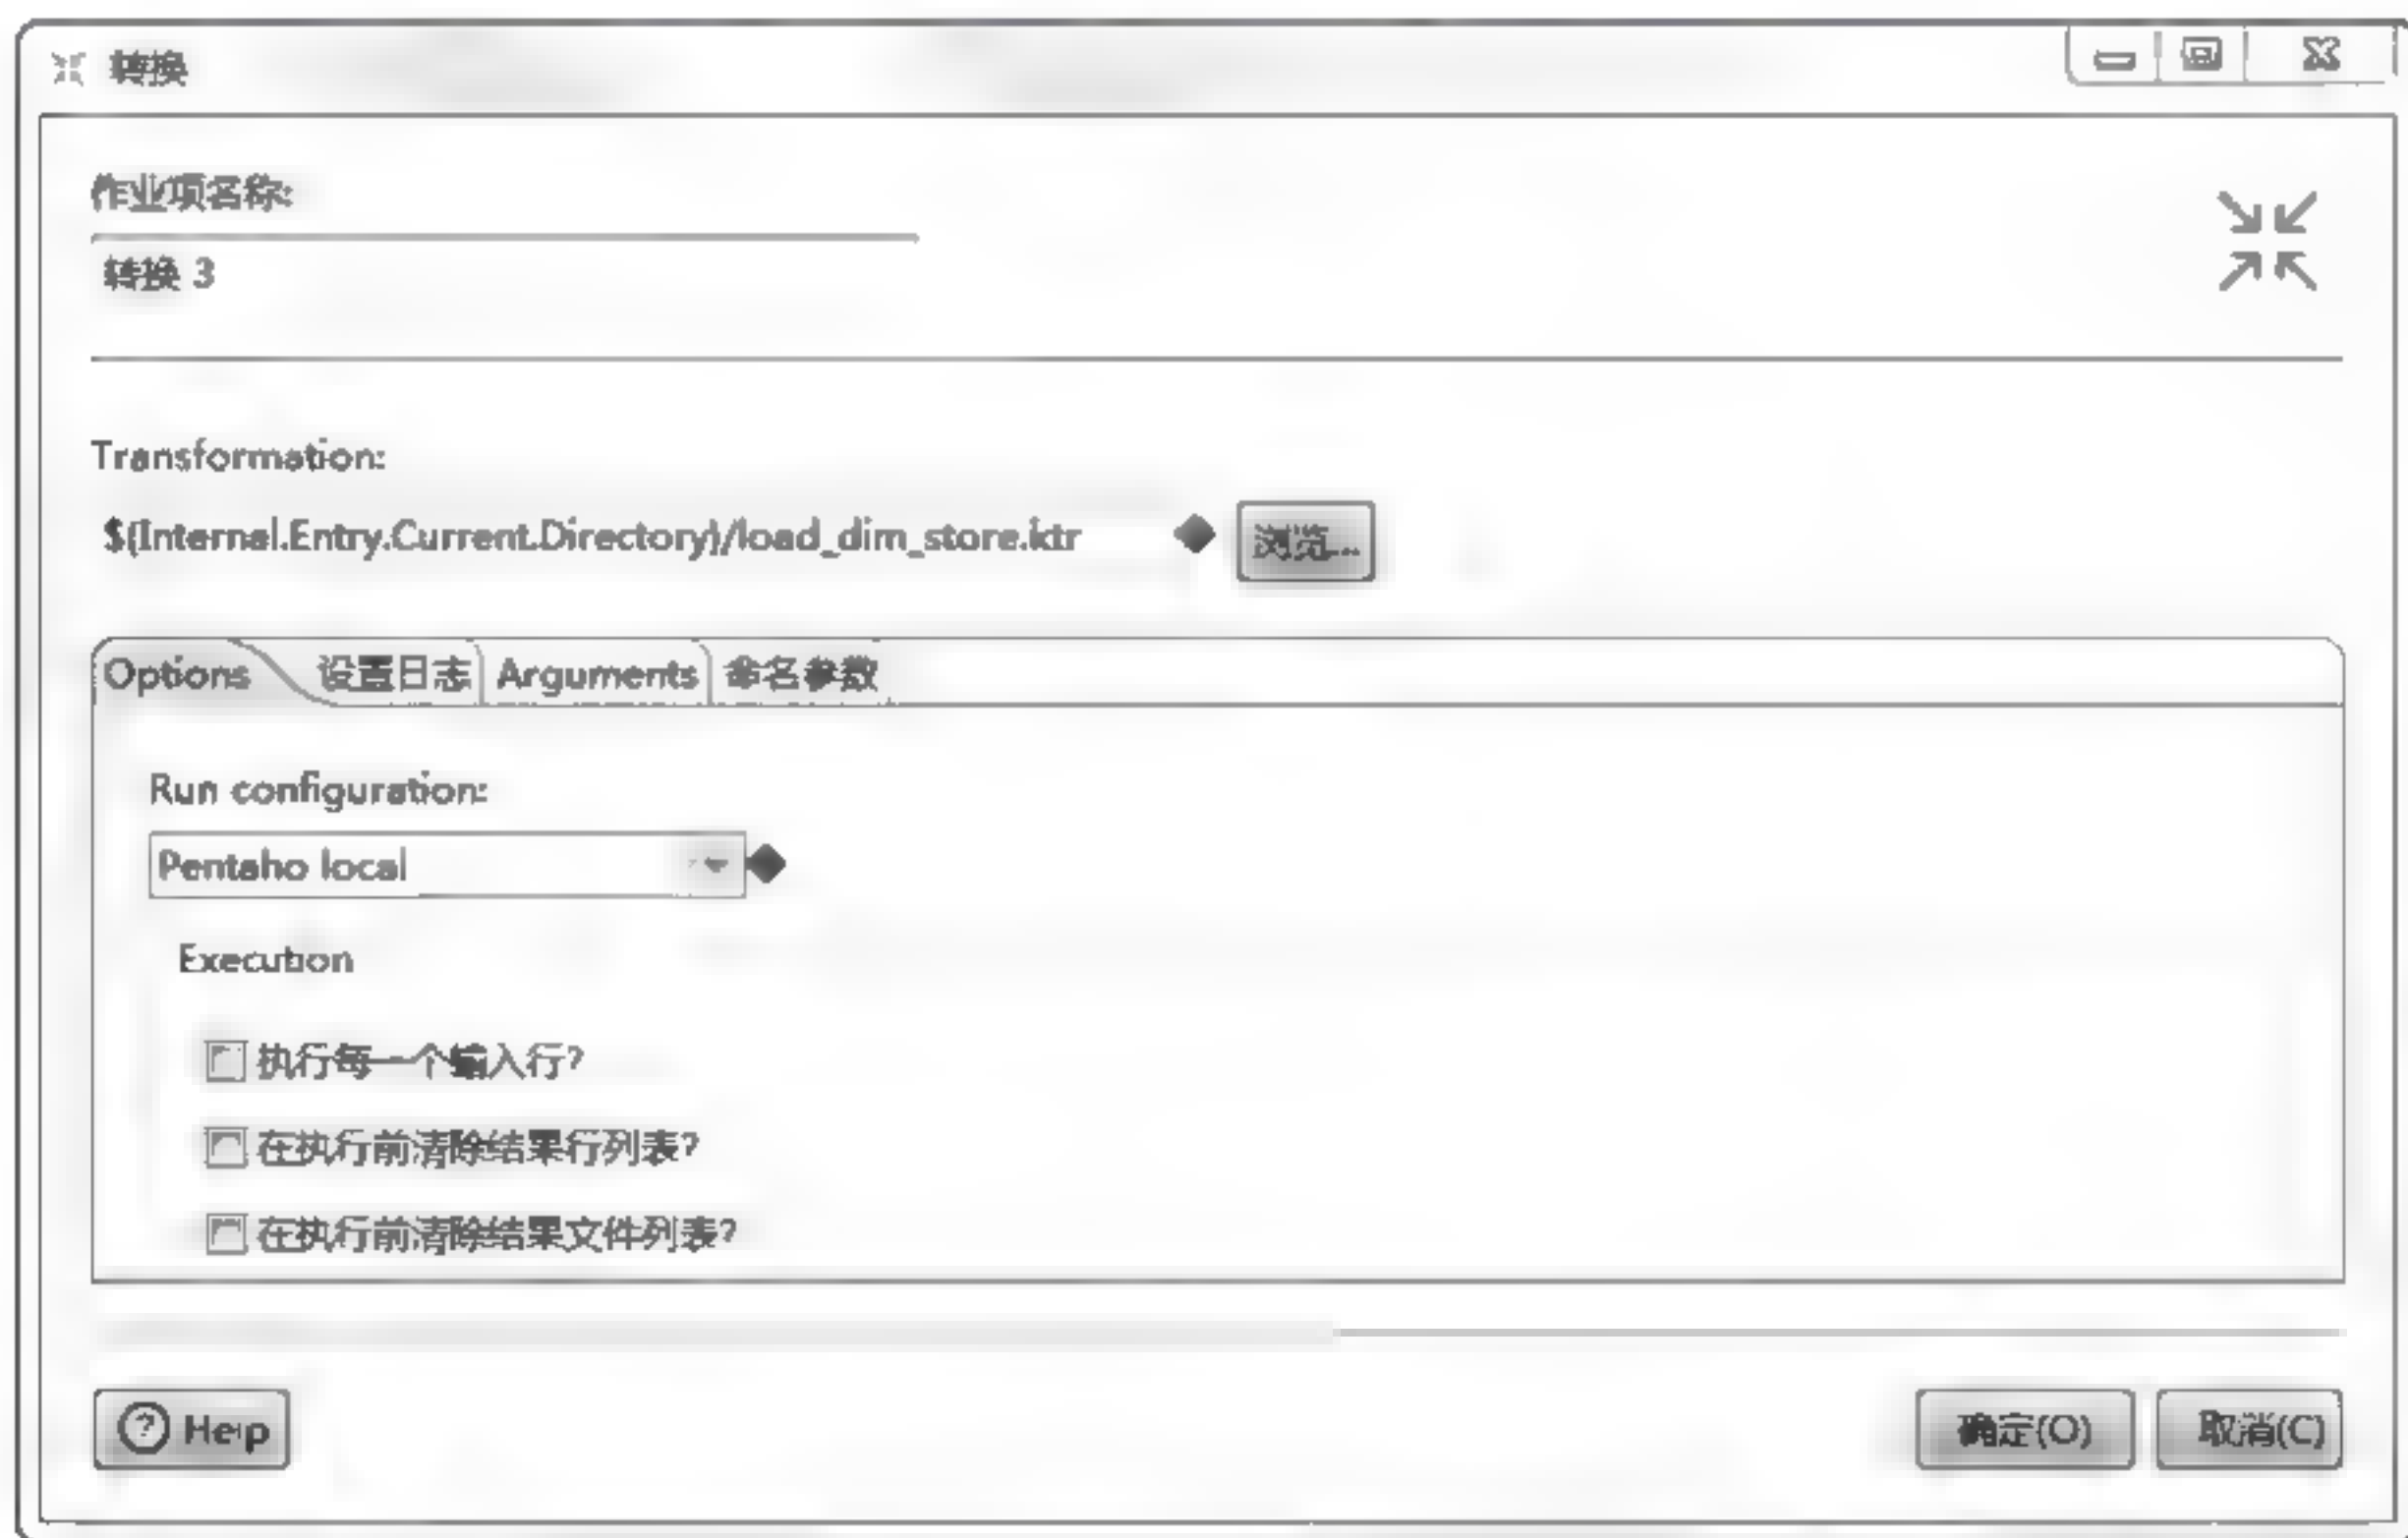 转换
作业项名称:
转换 3
Transformation:
${Internal.Entry.Current.Directory}/load_dim_store.ktr 浏览...
Options 设置日志 Arguments 命名参数
Run configuration:
Pentaho local
Execution
执行每一个输入行?
在执行前清除结果行列表?
在执行前清除结果文件列表?
Help 确定(O) 取消(C)